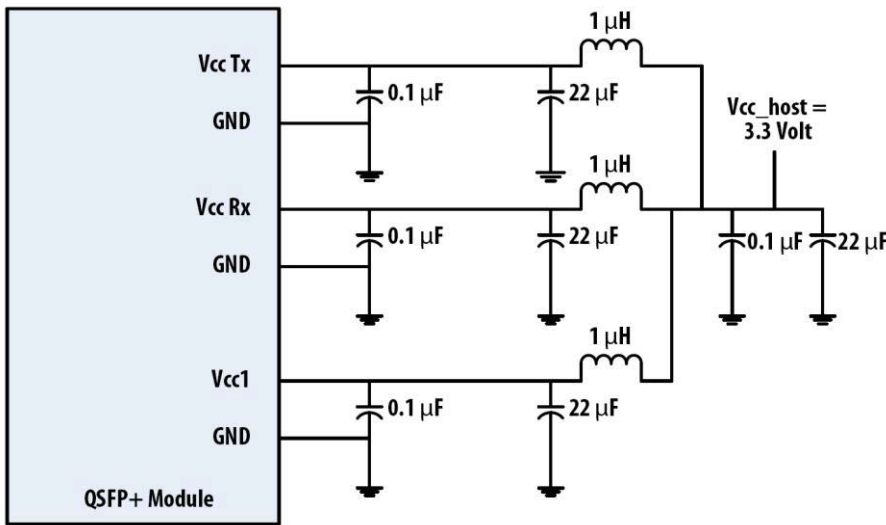 1 μH
Vcc Tx
0.1 μF
22 μF
Vcc_host =
3.3 Volt
GND
1 μH
Vcc Rx
0.1 μF
22 μF
0.1 μF
22 μF
GND
1 μH
Vcc1
0.1 μF
22 μF
GND
QSFP+ Module